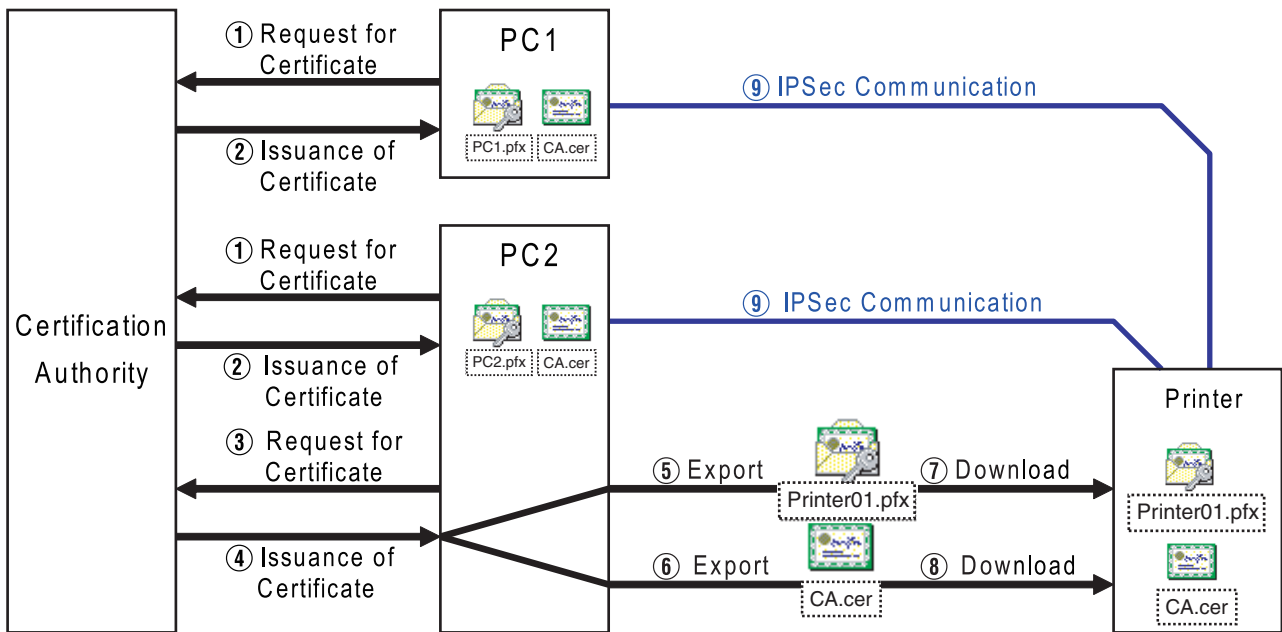 Certification
Authority
① Request for
Certificate
② Issuance of
Certificate
PC1
PC1.pfx
CA.cer
⑨ IPSec Communication
① Request for
Certificate
② Issuance of
Certificate
PC2
PC2.pfx
CA.cer
⑨ IPSec Communication
③ Request for
Certificate
④ Issuance of
Certificate
⑤ Export
Printer01.pfx
⑦ Download
⑥ Export
CA.cer
⑧ Download
Printer
Printer01.pfx
CA.cer